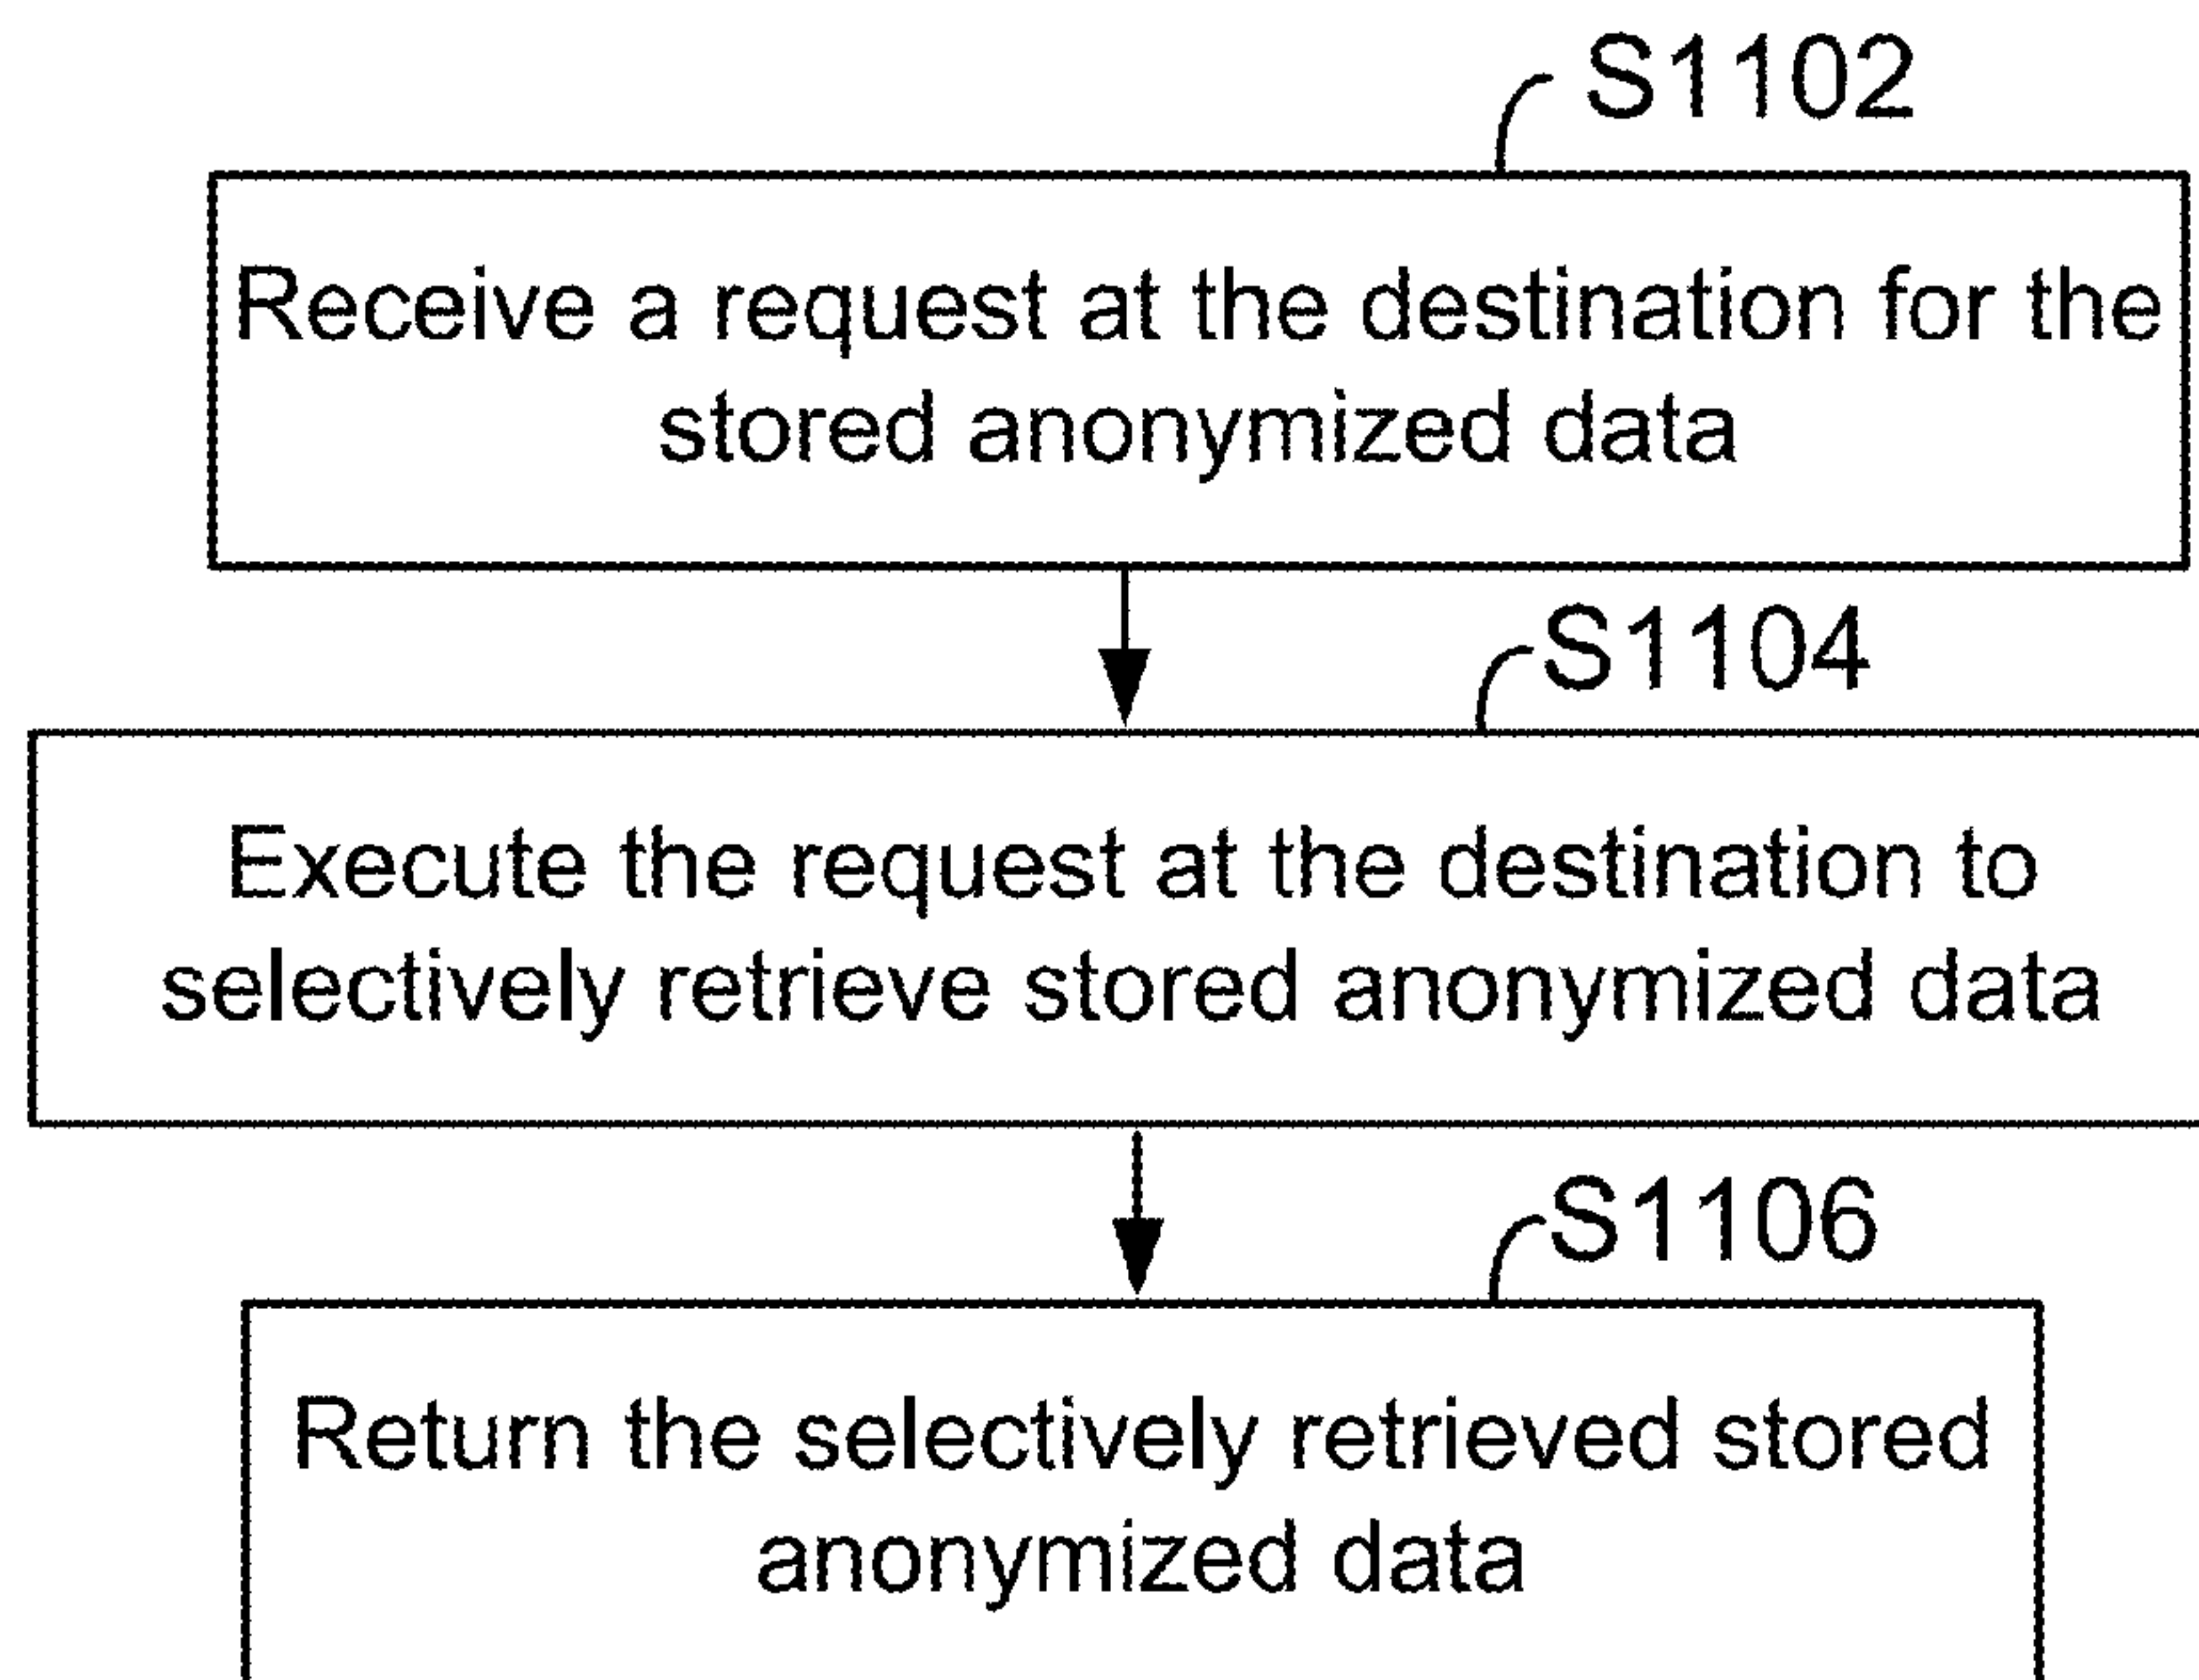 S1102
Receive a request at the destination for the
stored anonymized data
S1104
Execute the request at the destination to
selectively retrieve stored anonymized data
S1106
Return the selectively retrieved stored
anonymized data